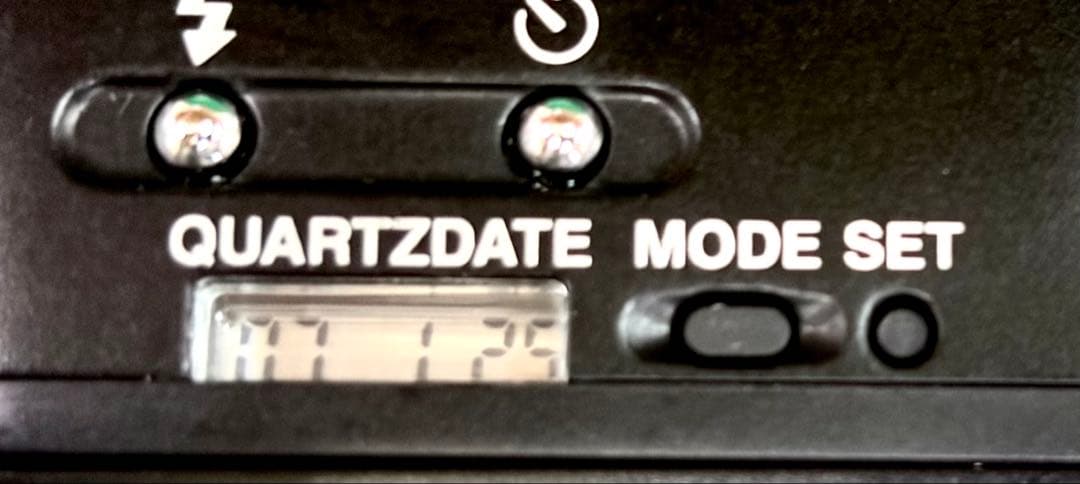 QUARTZDATE MODE SET
1 25